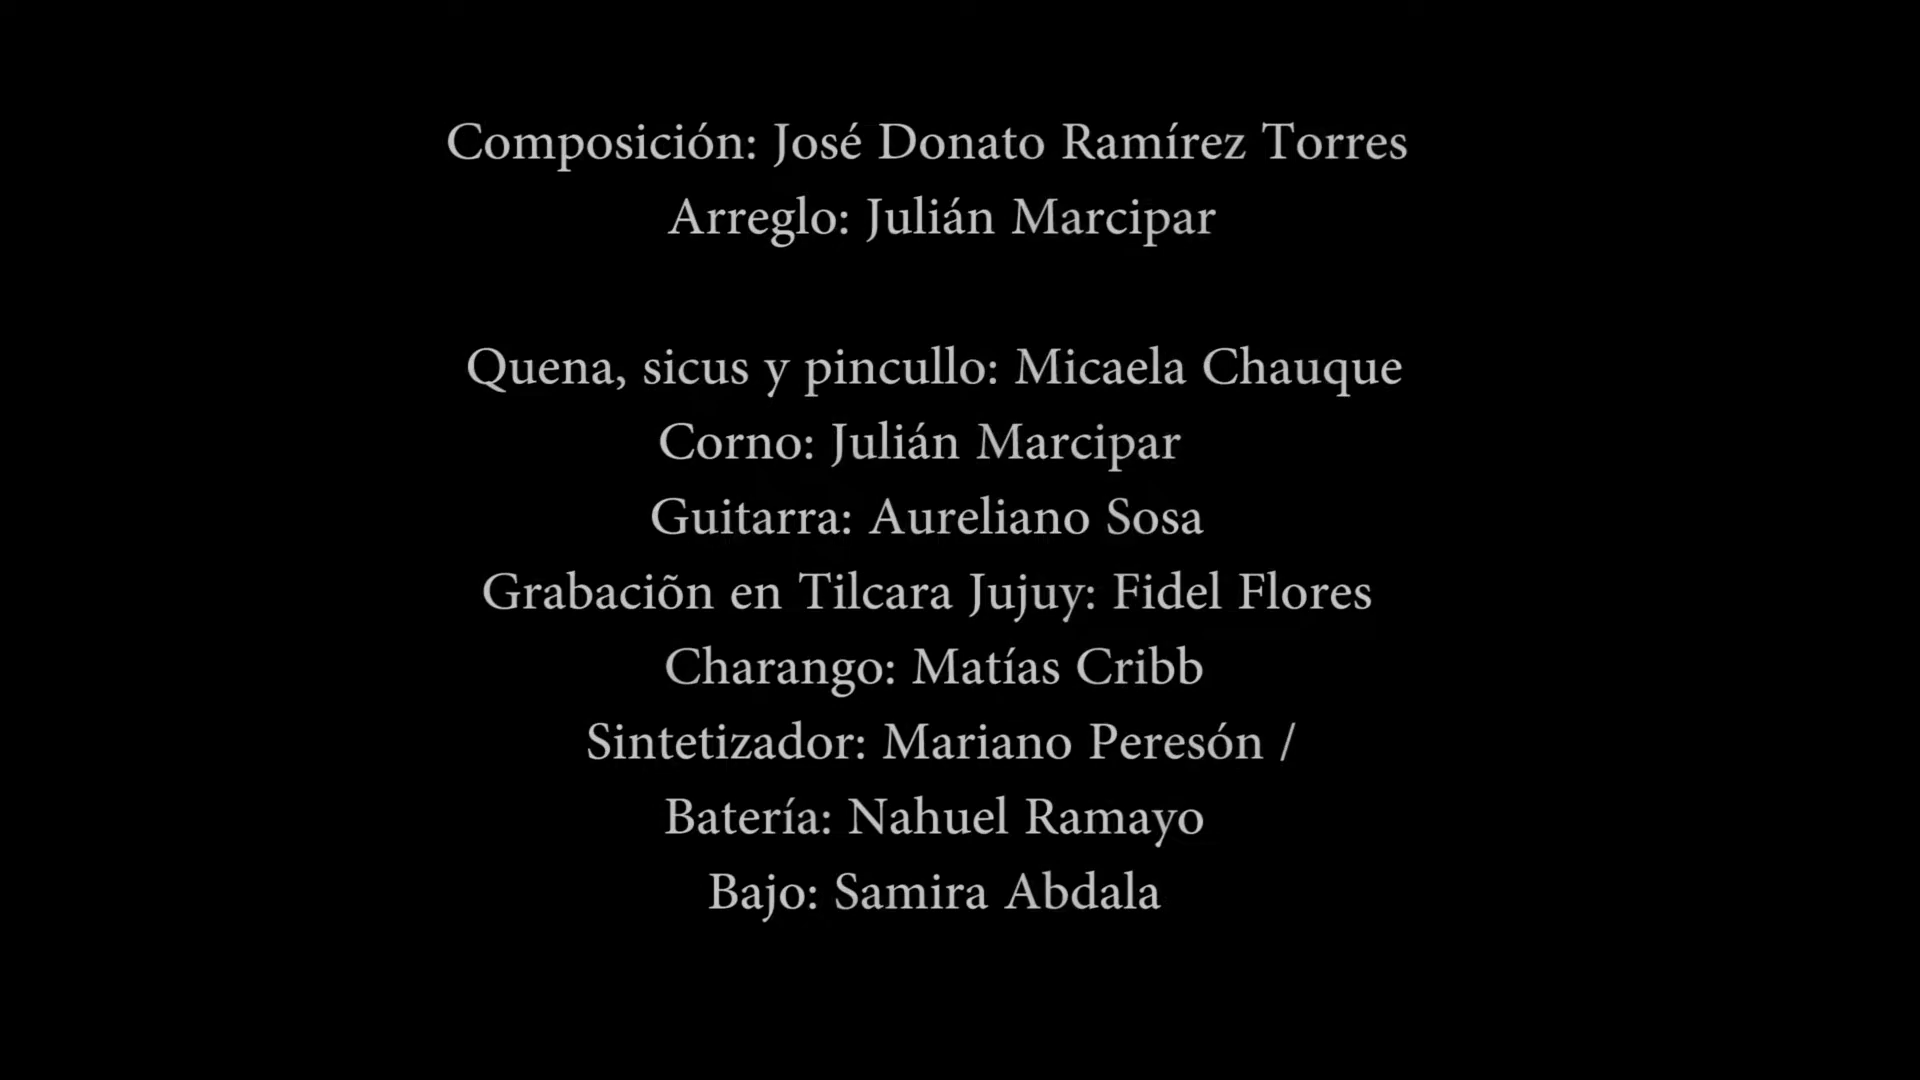 Composición: José Donato Ramírez Torres
Arreglo: Julián Marcipar
Quena, sicus y pincullo: Micaela Chauque
Corno: Julián Marcipar
Guitarra: Aureliano Sosa
Grabaciõn en Tilcara Jujuy: Fidel Flores
Charango: Matías Cribb
Sintetizador: Mariano Peresón /
Batería: Nahuel Ramayo
Bajo: Samira Abdala